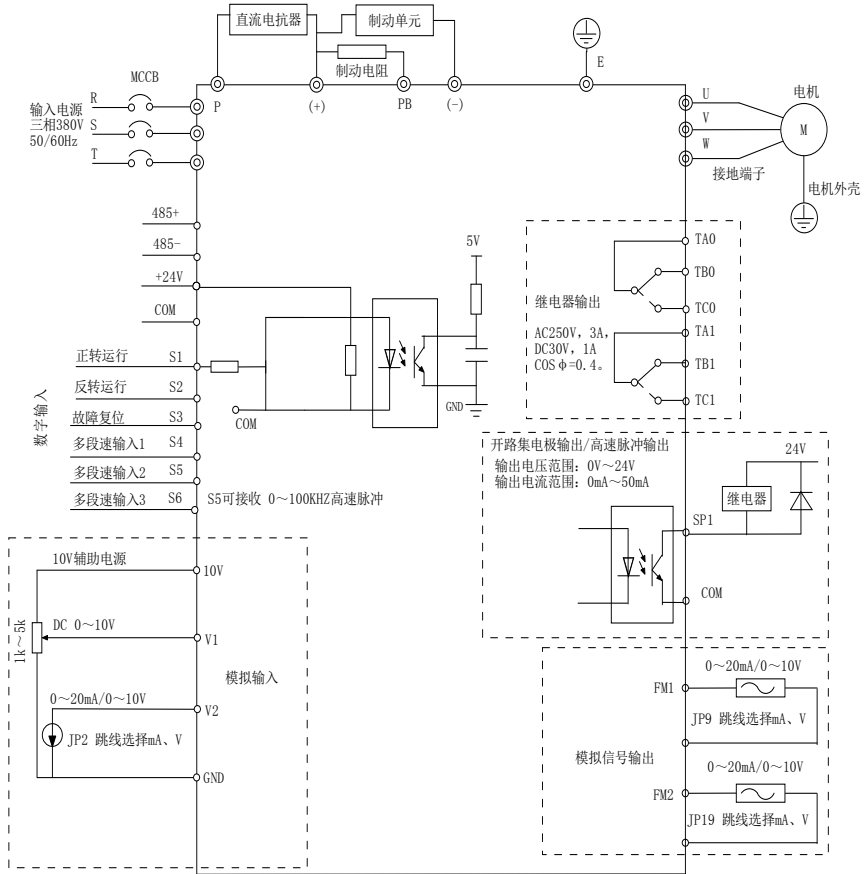 直流电抗器
制动单元
制动电阻
E
MCCB
P
(+)
PB
(-)
输入电源
三相380V
50/60Hz
R
S
T
U
V
W
电机
M
接地端子
电机外壳
485+
485-
+24V
COM
5V
GND
COM
数字输入
正转运行 S1
反转运行 S2
故障复位 S3
多段速输入1 S4
多段速输入2 S5
多段速输入3 S6
S5可接收 0～100KHZ高速脉冲
继电器输出
AC250V，3A，
DC30V，1A
COSφ=0.4。
TA0
TB0
TC0
TA1
TB1
TC1
开路集电极输出/高速脉冲输出
输出电压范围：0V～24V
输出电流范围：0mA～50mA
24V
继电器
SP1
COM
10V辅助电源
10V
1k～5k
DC 0～10V
V1
模拟输入
0～20mA/0～10V
V2
JP2 跳线选择mA、V
GND
0～20mA/0～10V
FM1
JP9 跳线选择mA、V
模拟信号输出
0～20mA/0～10V
FM2
JP19 跳线选择mA、V